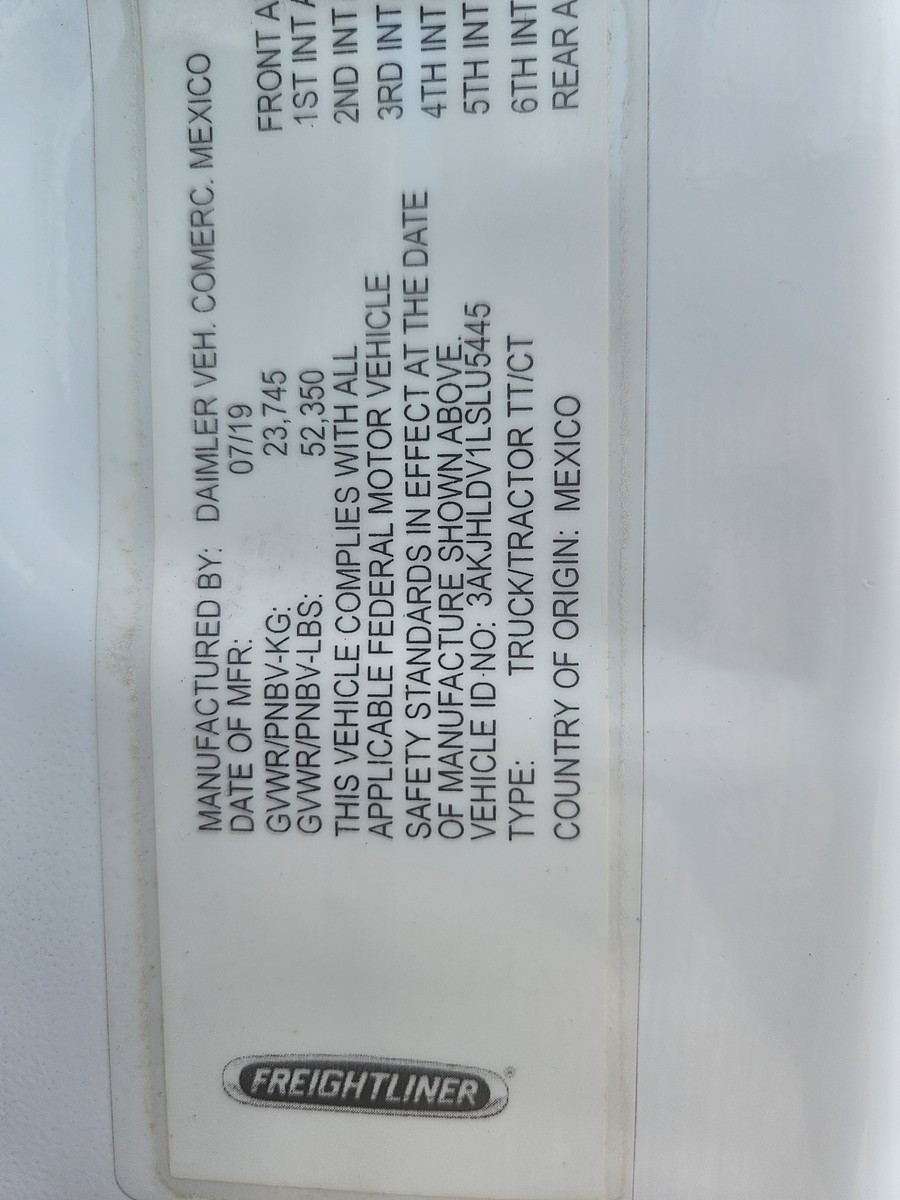 FREIGHTLINER
®
MANUFACTURED BY: DAIMLER VEH. COMERC. MEXICO
DATE OF MFR: 07/19
GVWR/PNBV-KG: 23,745
GVWR/PNBV-LBS: 52,350
THIS VEHICLE COMPLIES WITH ALL
APPLICABLE FEDERAL MOTOR VEHICLE
SAFETY STANDARDS IN EFFECT AT THE DATE
OF MANUFACTURE SHOWN ABOVE.
VEHICLE ID NO: 3AKJHLDV1LSLU5445
TYPE: TRUCK/TRACTOR TT/CT
COUNTRY OF ORIGIN: MEXICO
FRONT A
1ST INT A
2ND INT
3RD INT
4TH INT
5TH INT
6TH INT
REAR A